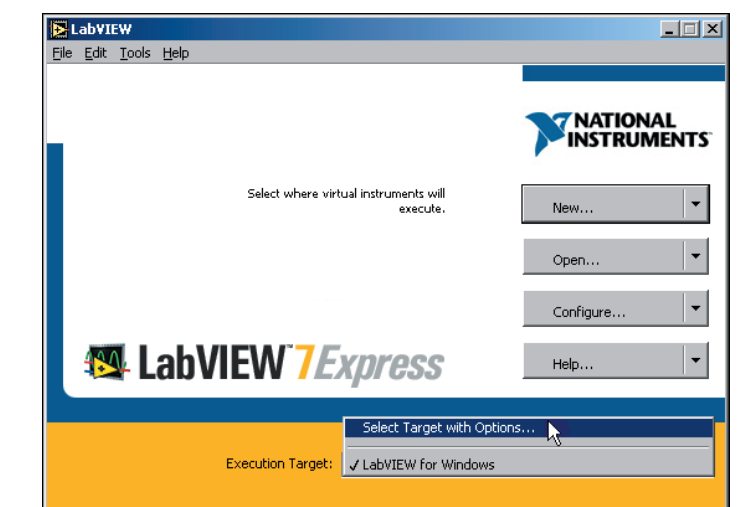 LabVIEW
File Edit Tools Help
NATIONAL
INSTRUMENTS
Select where virtual instruments will
execute.
New...
Open...
Configure...
Help...
LabVIEW™ 7 Express
Select Target with Options...
Execution Target: ✓ LabVIEW for Windows